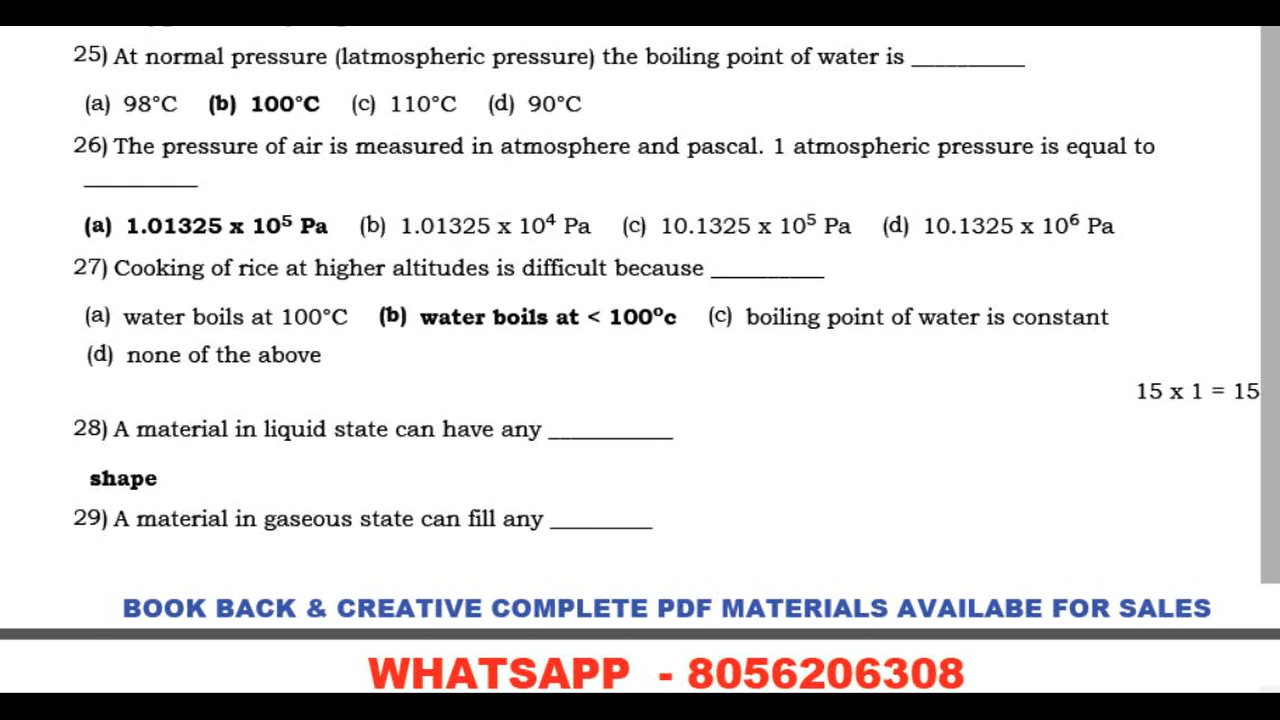 25) At normal pressure (latmospheric pressure) the boiling point of water is __________
(a) 98°C (b) 100°C (c) 110°C (d) 90°C
26) The pressure of air is measured in atmosphere and pascal. 1 atmospheric pressure is equal to
__________
(a) 1.01325 x 10⁵ Pa (b) 1.01325 x 10⁴ Pa (c) 10.1325 x 10⁵ Pa (d) 10.1325 x 10⁶ Pa
27) Cooking of rice at higher altitudes is difficult because __________
(a) water boils at 100°C (b) water boils at < 100⁰c (c) boiling point of water is constant
(d) none of the above
15 x 1 = 15
28) A material in liquid state can have any ___________
shape
29) A material in gaseous state can fill any _________
BOOK BACK & CREATIVE COMPLETE PDF MATERIALS AVAILABE FOR SALES
WHATSAPP - 8056206308